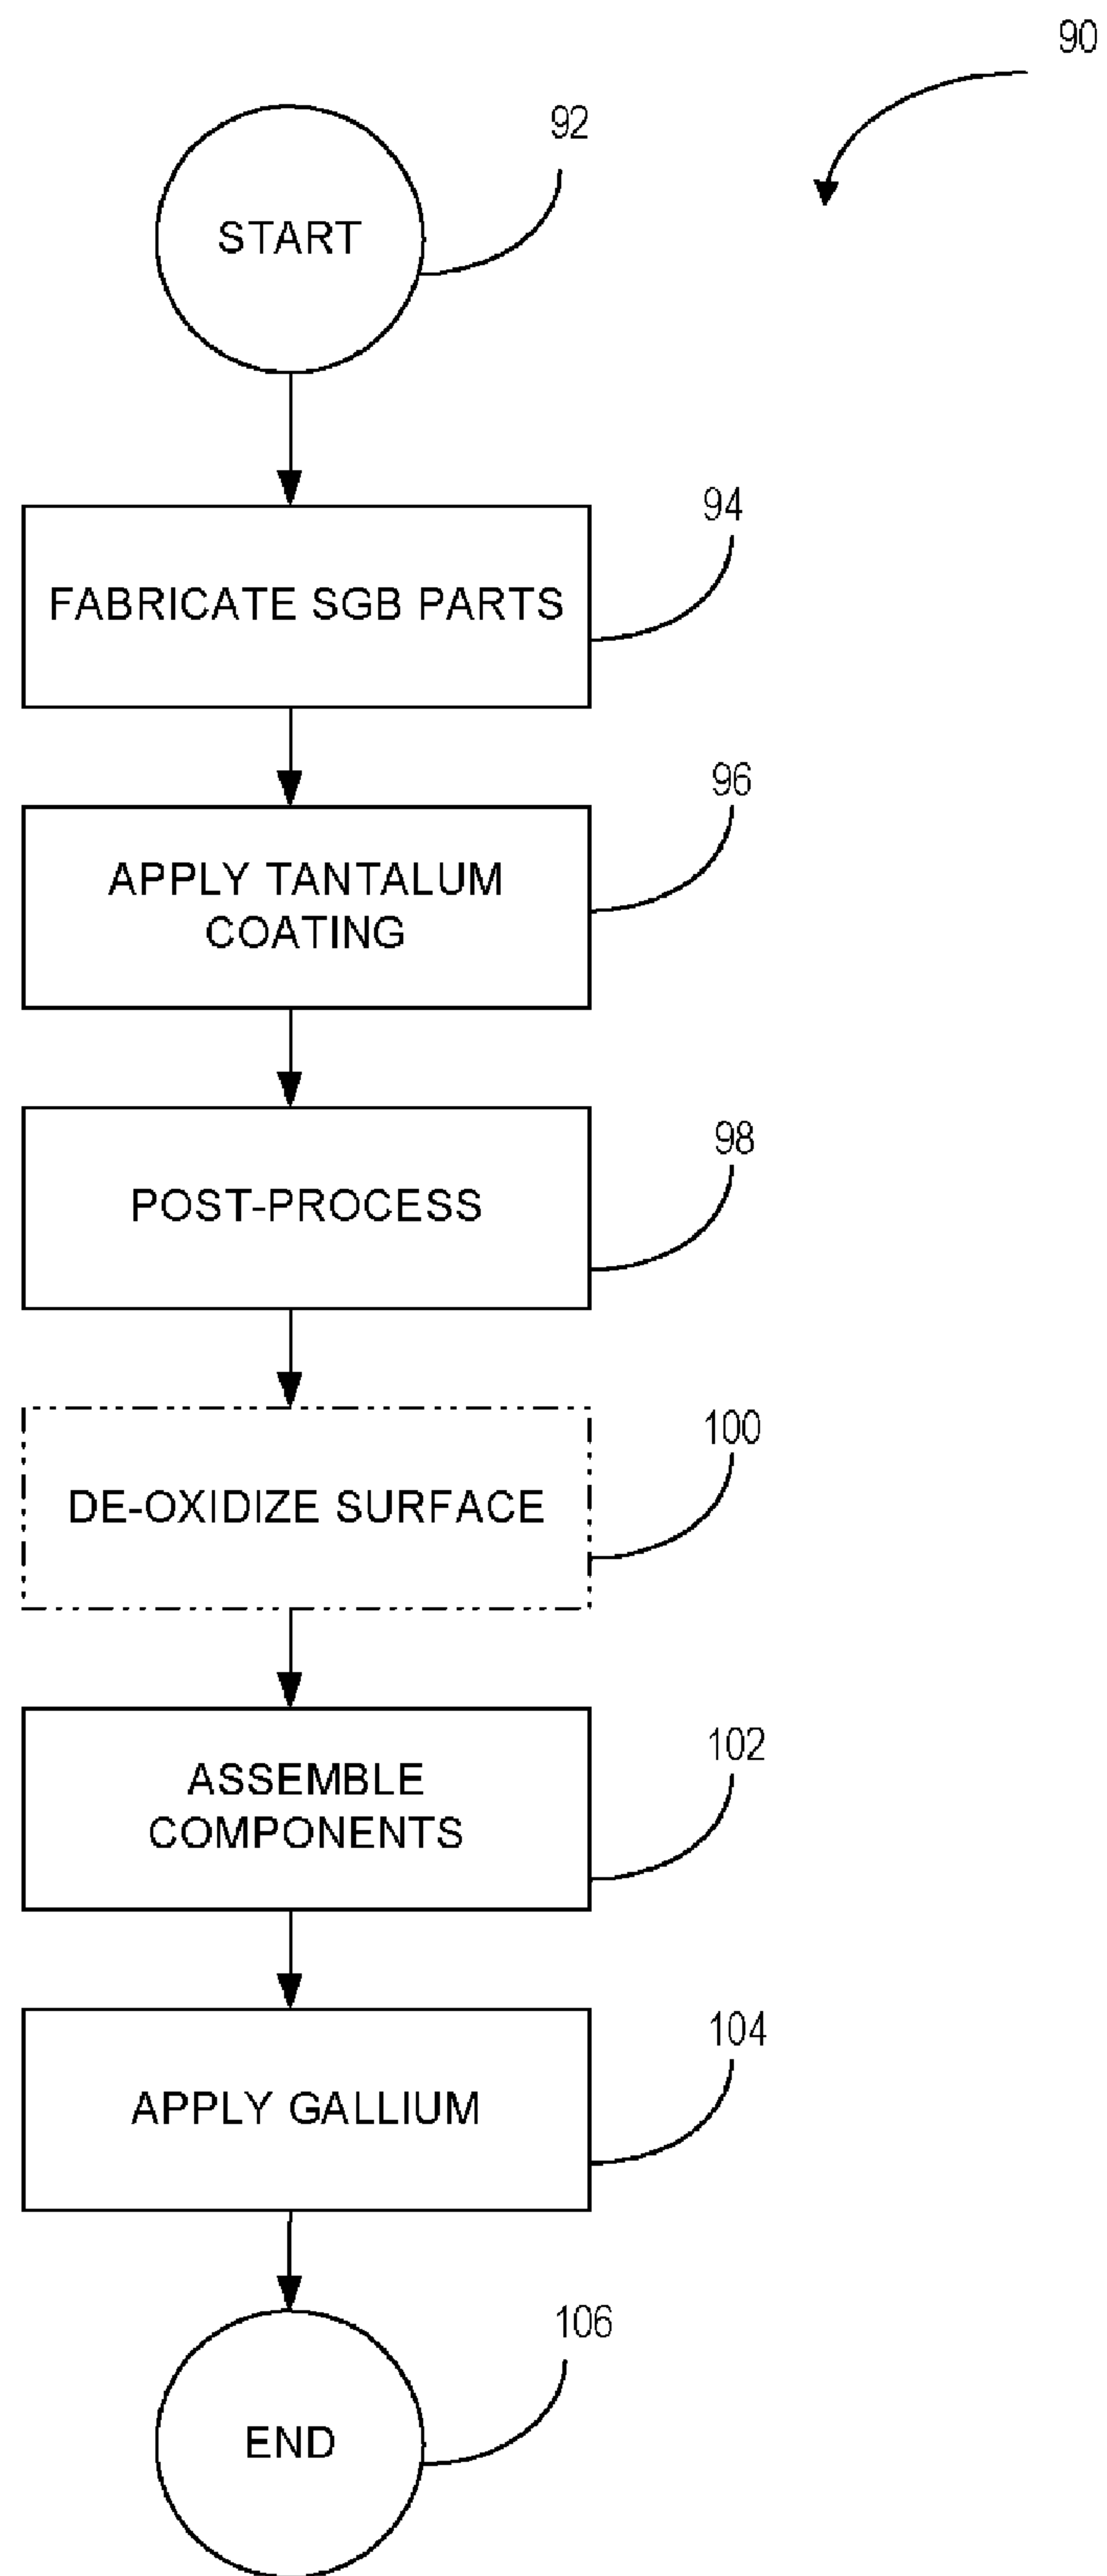 90
92
START
94
FABRICATE SGB PARTS
96
APPLY TANTALUM
COATING
98
POST-PROCESS
100
DE-OXIDIZE SURFACE
102
ASSEMBLE
COMPONENTS
104
APPLY GALLIUM
106
END